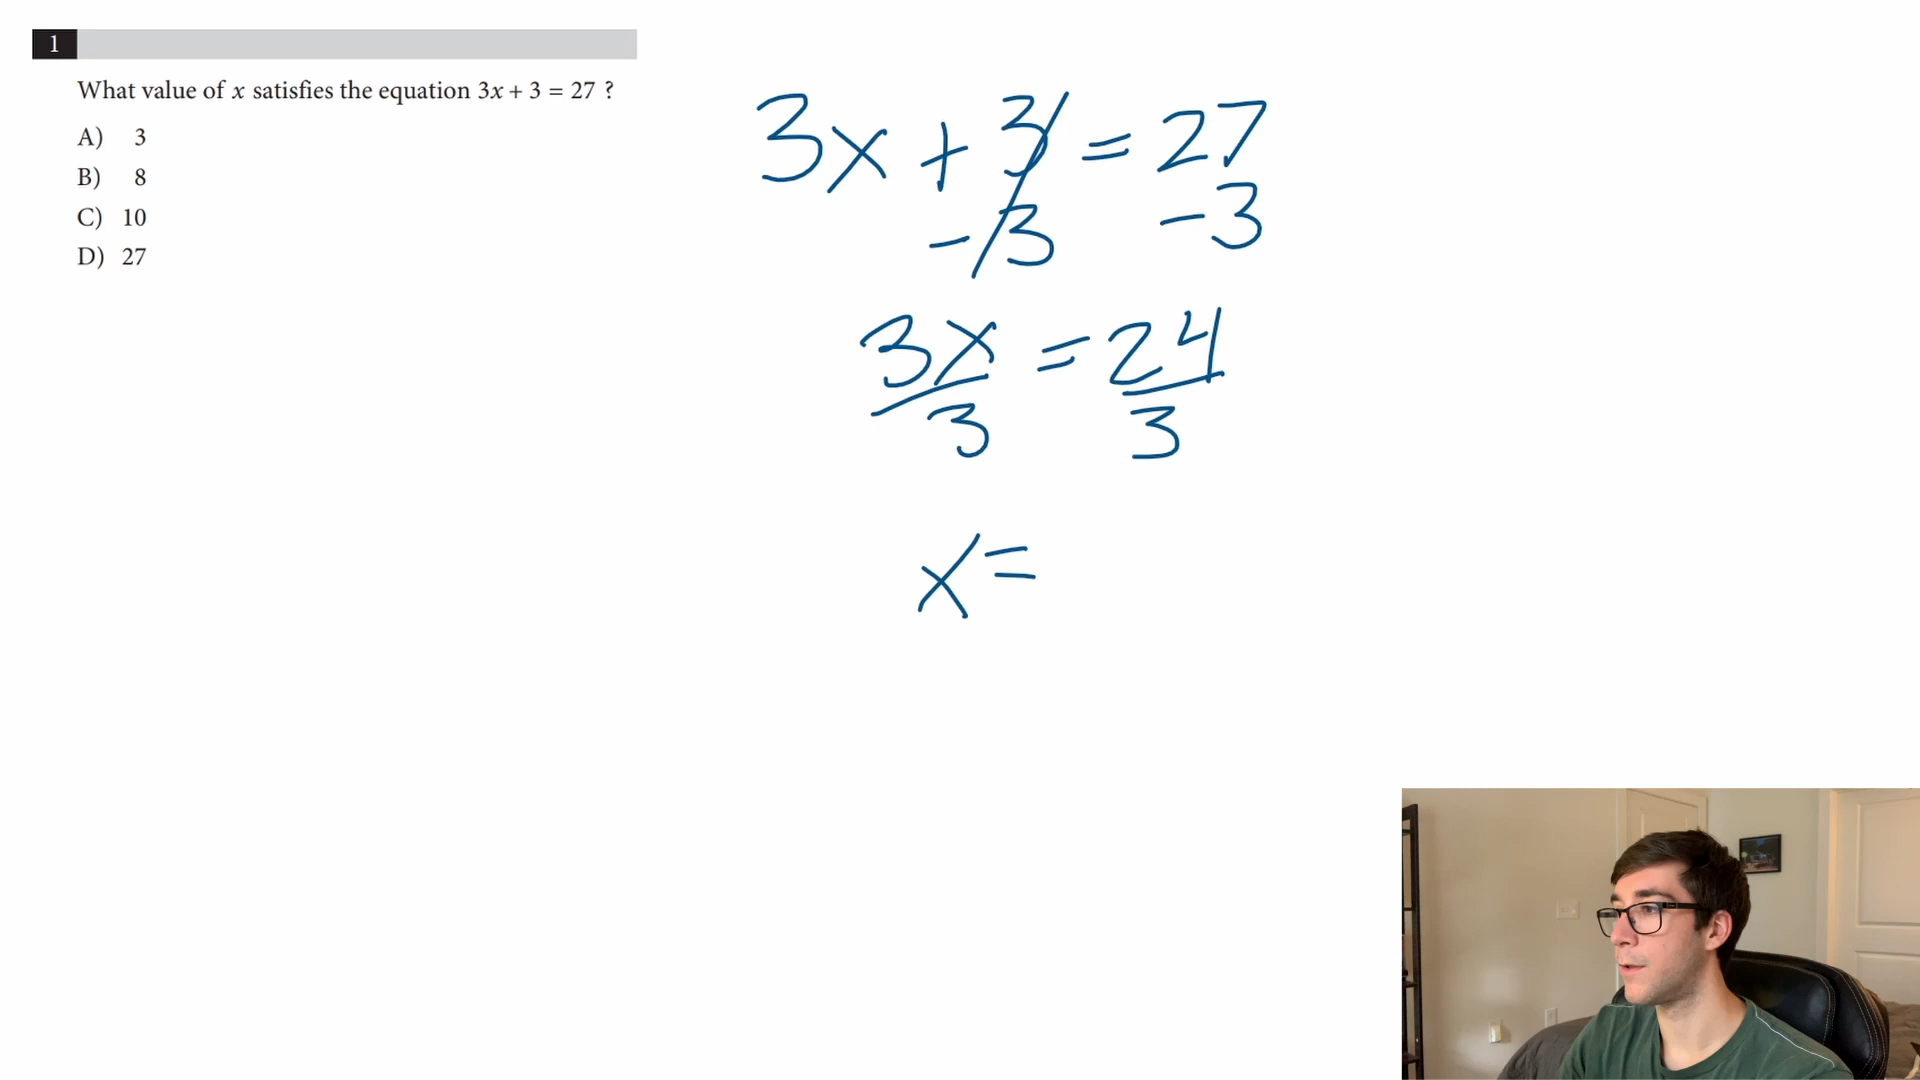 1
What value of x satisfies the equation 3x + 3 = 27 ?
A) 3
B) 8
C) 10
D) 27
3x + 3 = 27
-3 -3
3x = 24
3 3
x =